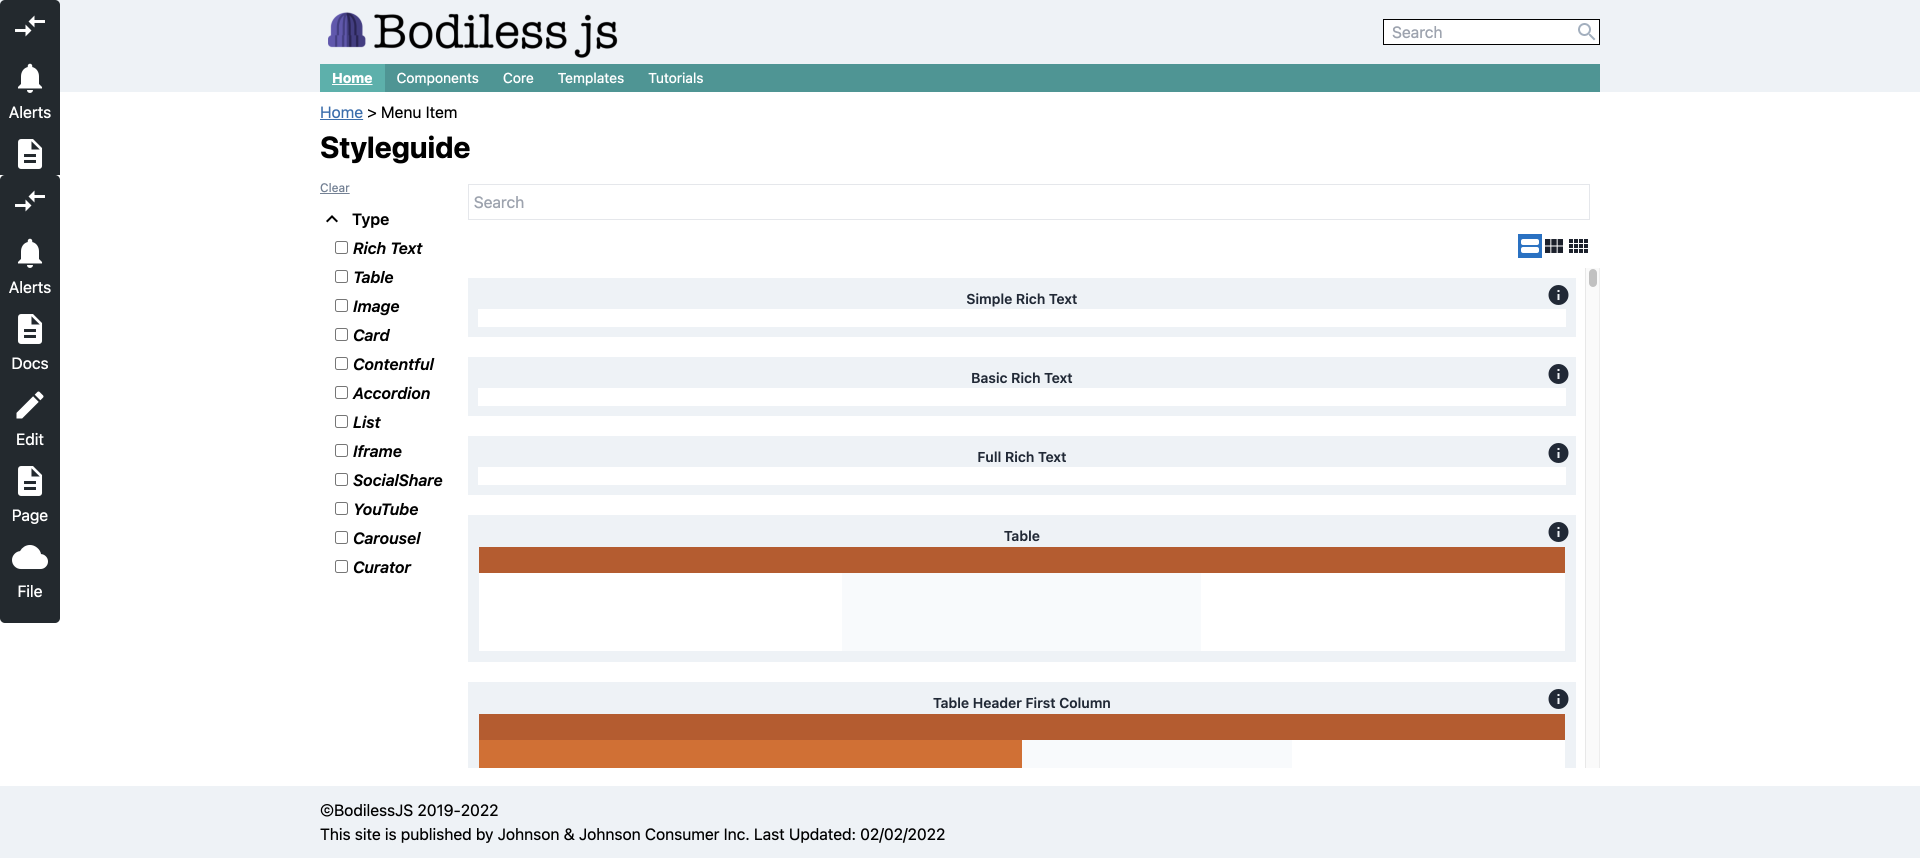 Bodiless js
Search
Home Components Core Templates Tutorials
Home > Menu Item
Styleguide
Alerts
Alerts
Docs
Edit
Page
File
Clear
Type
Rich Text
Table
Image
Card
Contentful
Accordion
List
Iframe
SocialShare
YouTube
Carousel
Curator
Search
Simple Rich Text
Basic Rich Text
Full Rich Text
Table
Table Header First Column
©BodilessJS 2019-2022
This site is published by Johnson & Johnson Consumer Inc. Last Updated: 02/02/2022